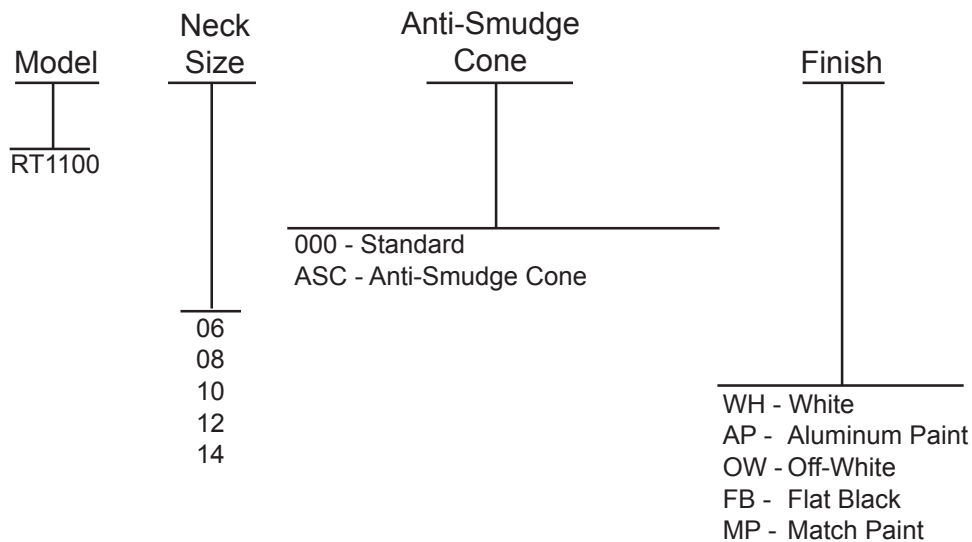 Model
Neck
Size
Anti-Smudge
Cone
Finish
RT1100
000 - Standard
ASC - Anti-Smudge Cone
06
08
10
12
14
WH - White
AP - Aluminum Paint
OW - Off-White
FB - Flat Black
MP - Match Paint